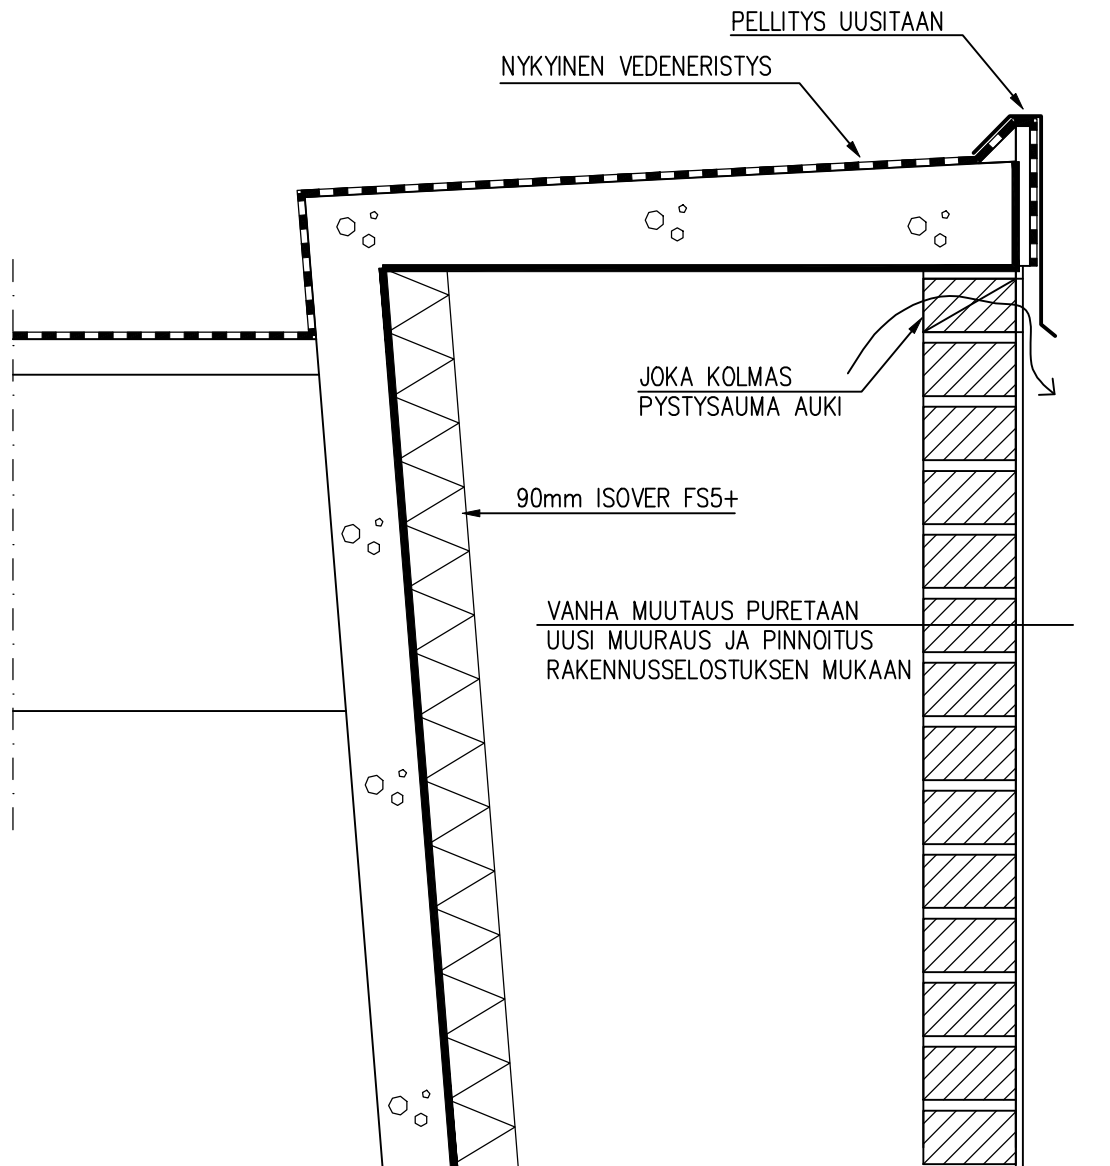 PELLITYS UUSITAAN
NYKYINEN VEDENERISTYS
JOKA KOLMAS
PYSTYSAUMA AUKI
90mm ISOVER FS5+
VANHA MUUTAUS PURETAAN
UUSI MUURAUS JA PINNOITUS
RAKENNUSSELOSTUKSEN MUKAAN